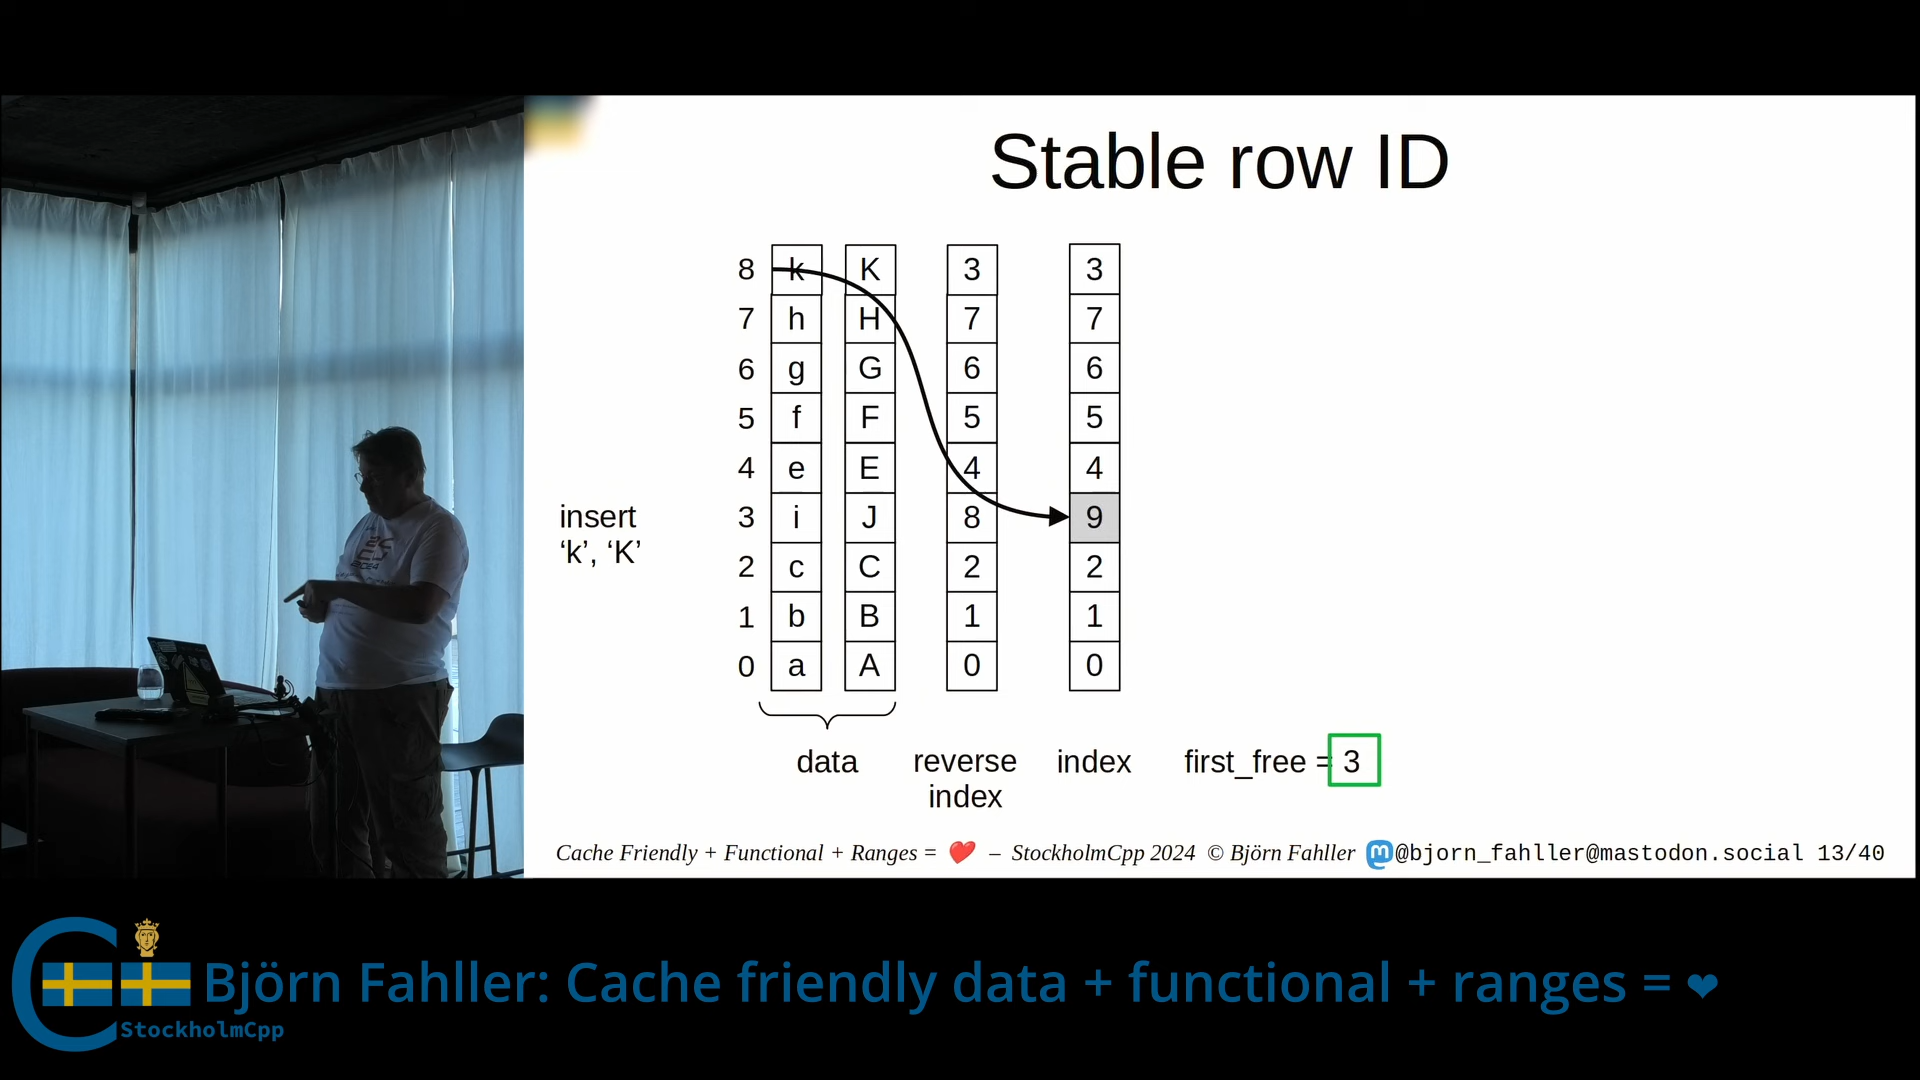 Stable row ID
8 k K 3 3
7 h H 7 7
6 g G 6 6
5 f F 5 5
4 e E 4 4
insert
‘k’, ‘K’
3 i J 8 9
2 c C 2 2
1 b B 1 1
0 a A 0 0
data
reverse
index
index
first_free = 3
Cache Friendly + Functional + Ranges = ❤️ – StockholmCpp 2024 © Björn Fahller @bjorn_fahller@mastodon.social 13/40
Björn Fahller: Cache friendly data + functional + ranges = ❤
StockholmCpp